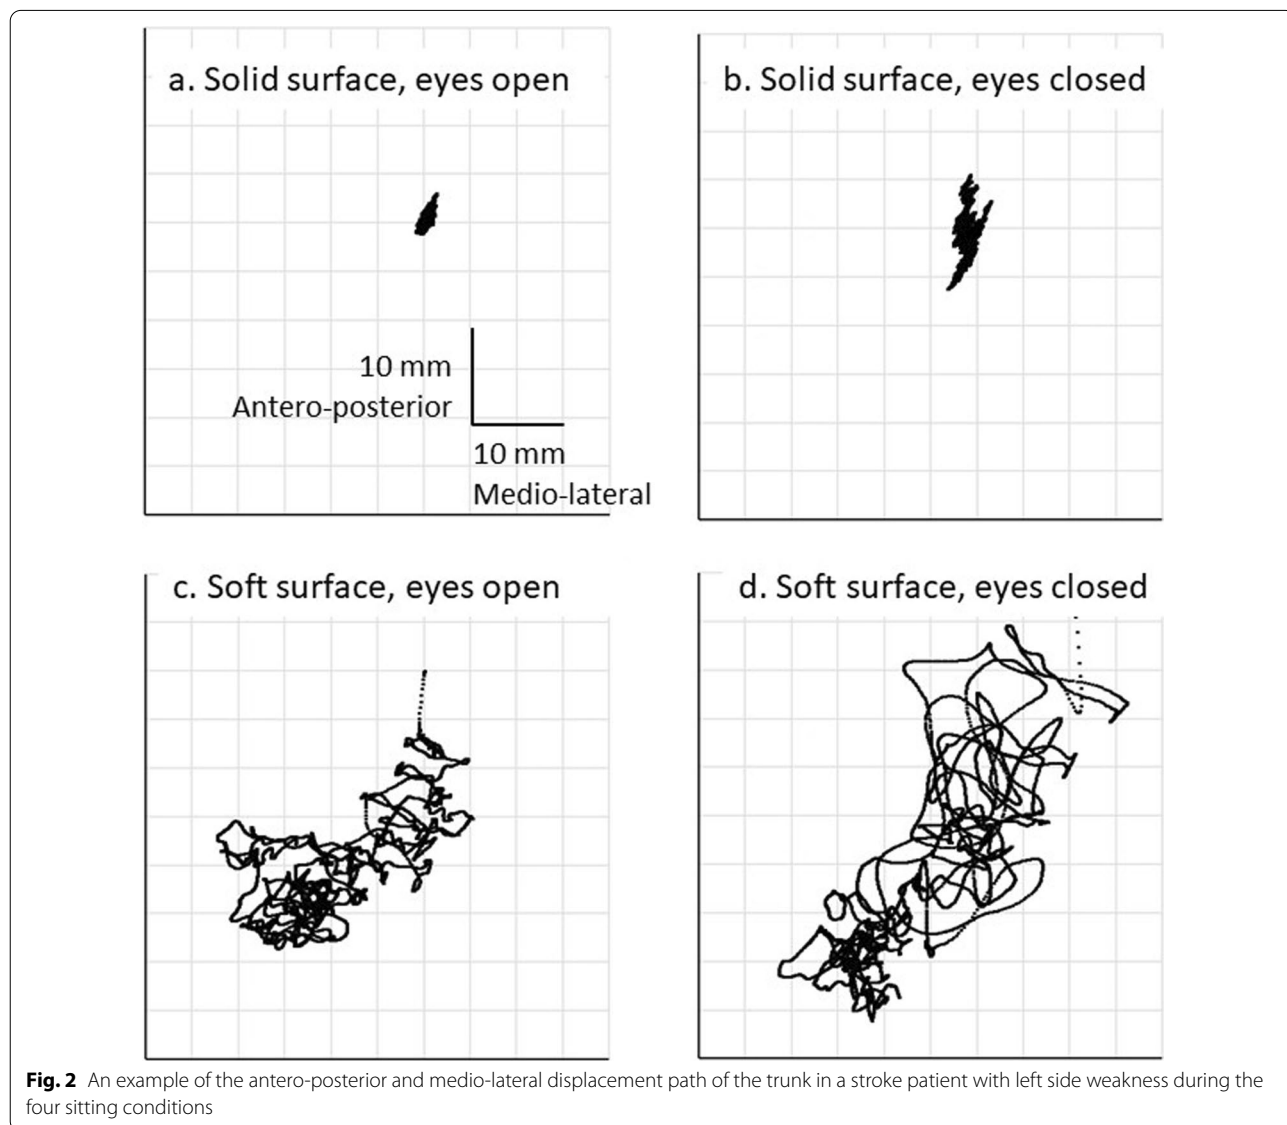 a. Solid surface, eyes open
b. Solid surface, eyes closed
10 mm
Antero-posterior
10 mm
Medio-lateral
c. Soft surface, eyes open
d. Soft surface, eyes closed
Fig. 2 An example of the antero-posterior and medio-lateral displacement path of the trunk in a stroke patient with left side weakness during the
four sitting conditions